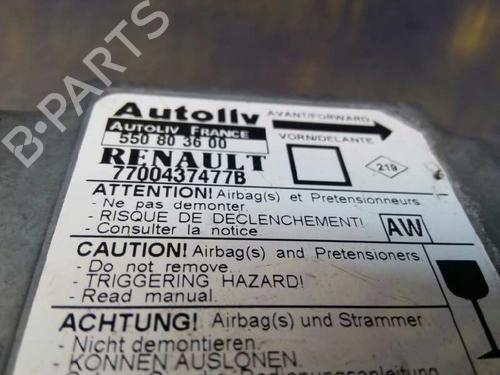 Autoliv
AVANT/FORWARD
AUTOLIV FRANCE
VORN/DELANTE
550 80 36 00
RENAULT
7700437477B
219
ATTENTION! Airbag(s) et Pretensionneurs
- Ne pas demonter.
- RISQUE DE DECLENCHEMENT!
- Consulter la notice.
AW
CAUTION! Airbag(s) and Pretensioners.
- Do not remove.
- TRIGGERING HAZARD!
- Read manual.
ACHTUNG! Airbag(s) und Strammer
- Nicht demontieren.
- KONNEN AUSLONEN.
Bedienungsanleitung
B-PARTS